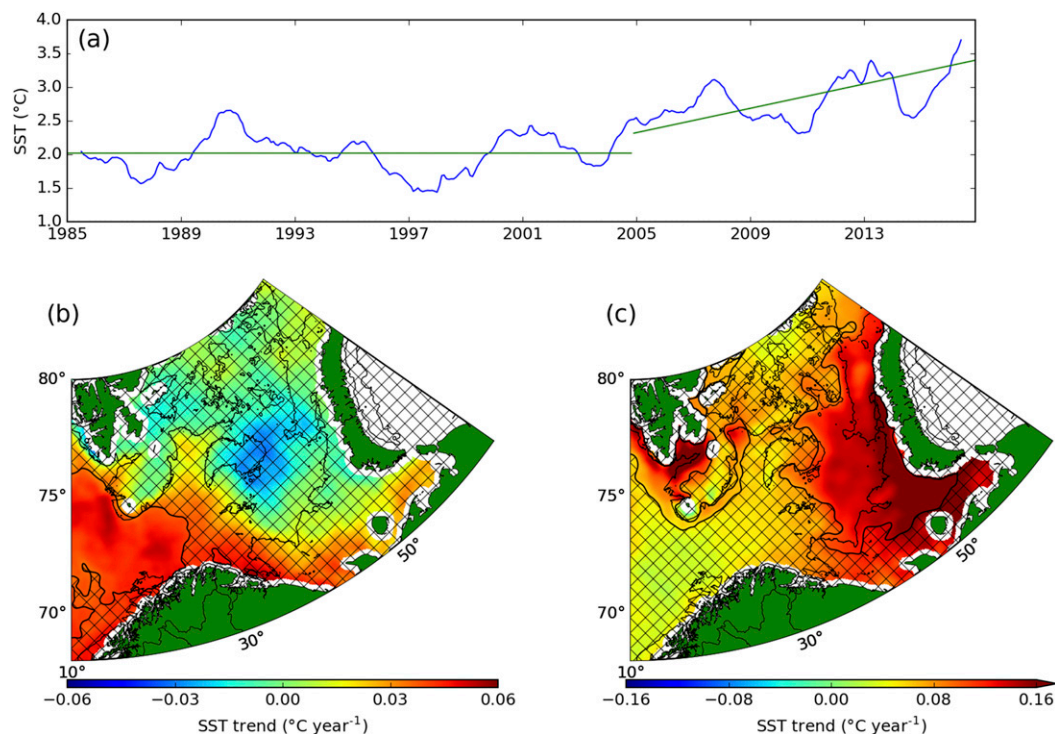 (a)
4.0
3.5
3.0
2.5
2.0
1.5
1.0
SST (°C)
1985 1989 1993 1997 2001 2005 2009 2013
(b)
80°
75°
70°
10°
30°
50°
−0.06 −0.03 0.00 0.03 0.06
SST trend (°C year⁻¹)
(c)
80°
75°
70°
10°
30°
50°
−0.16 −0.08 0.00 0.08 0.16
SST trend (°C year⁻¹)